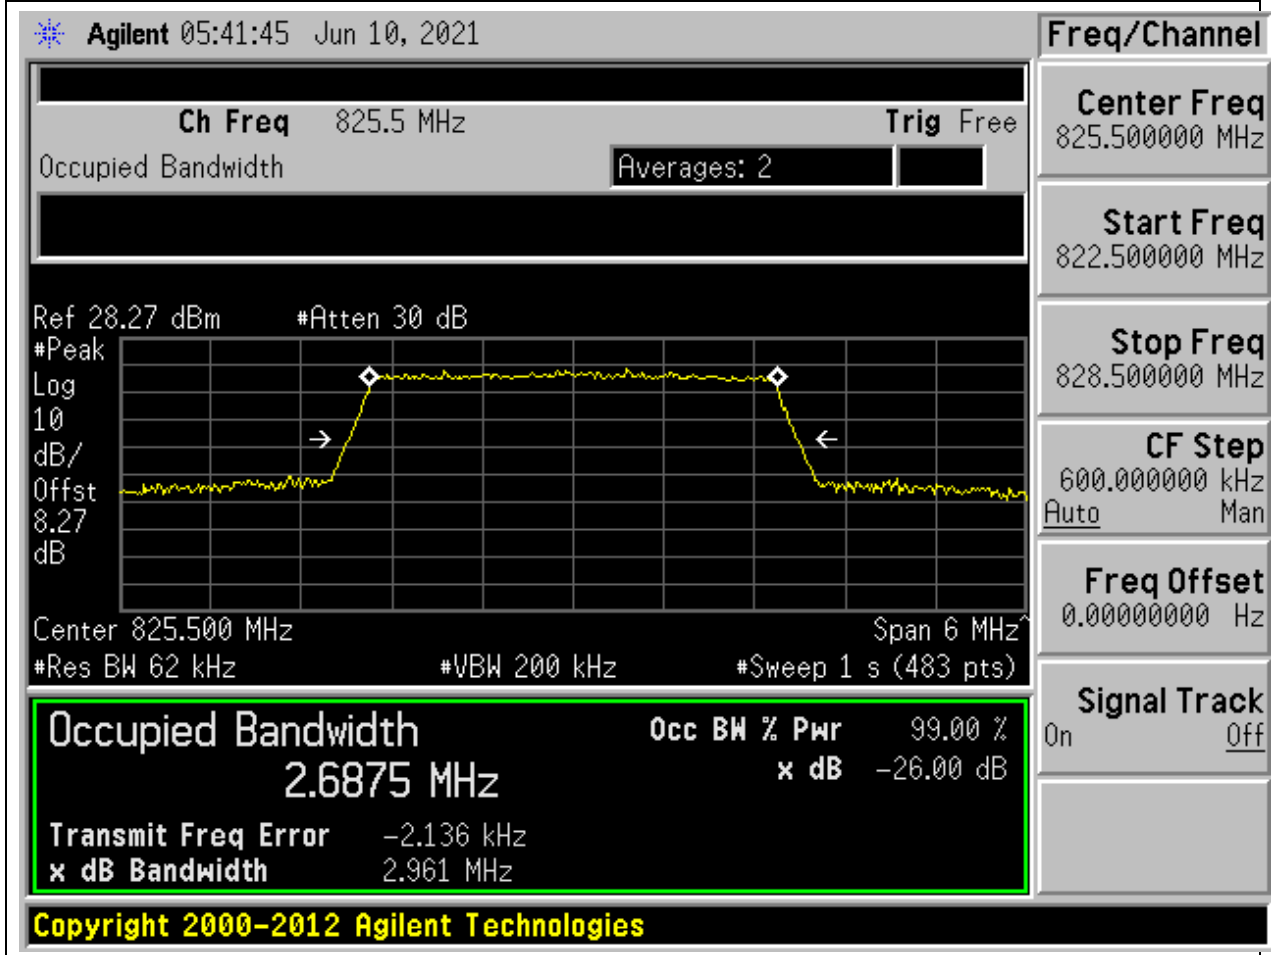 Agilent 05:41:45 Jun 10, 2021
Freq/Channel
Ch Freq 825.5 MHz Trig Free
Occupied Bandwidth Averages: 2
Center Freq
825.500000 MHz
Start Freq
822.500000 MHz
Stop Freq
828.500000 MHz
CF Step
600.000000 kHz
Auto Man
Freq Offset
0.00000000 Hz
Signal Track
On Off
Ref 28.27 dBm #Atten 30 dB
#Peak
Log
10
dB/
Offst
8.27
dB
Center 825.500 MHz Span 6 MHz^
#Res BW 62 kHz #VBW 200 kHz #Sweep 1 s (483 pts)
Occupied Bandwidth
2.6875 MHz
Occ BW % Pwr 99.00 %
x dB -26.00 dB
Transmit Freq Error -2.136 kHz
x dB Bandwidth 2.961 MHz
Copyright 2000-2012 Agilent Technologies